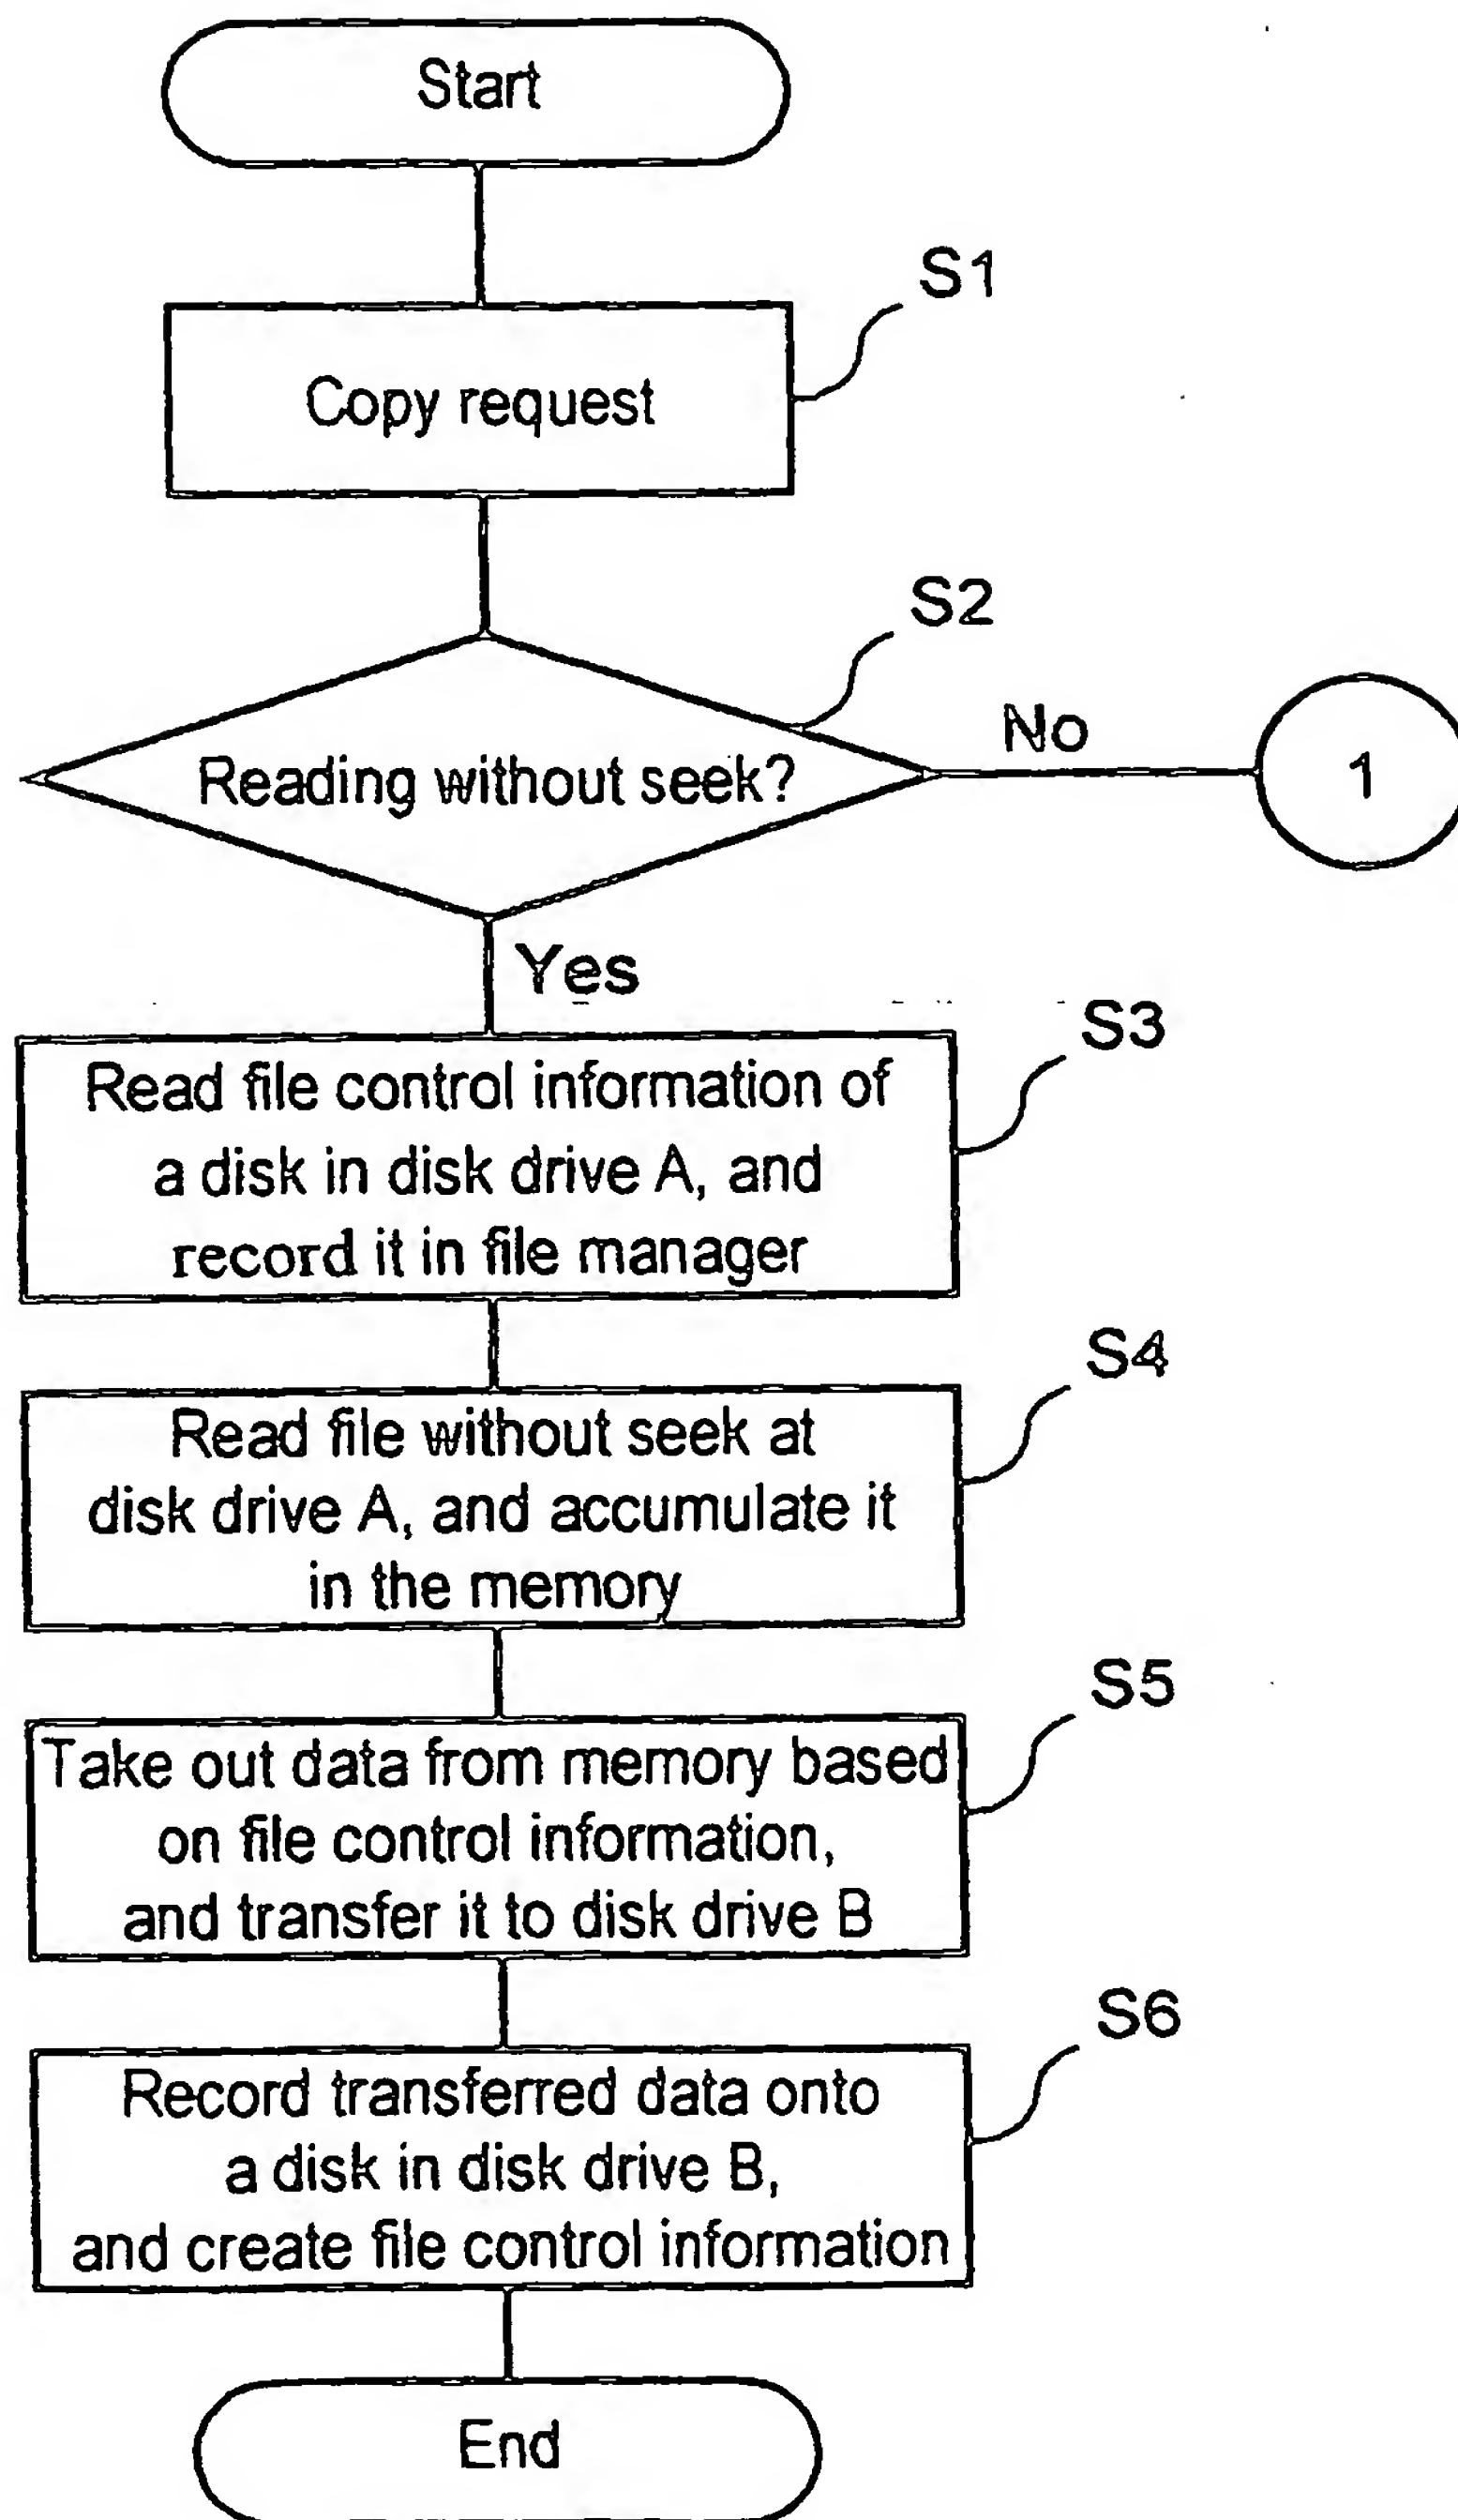 Start
S1
Copy request
S2
Reading without seek?
No
1
Yes
S3
Read file control information of
a disk in disk drive A, and
record it in file manager
S4
Read file without seek at
disk drive A, and accumulate it
in the memory
S5
Take out data from memory based
on file control information,
and transfer it to disk drive B
S6
Record transferred data onto
a disk in disk drive B,
and create file control information
End